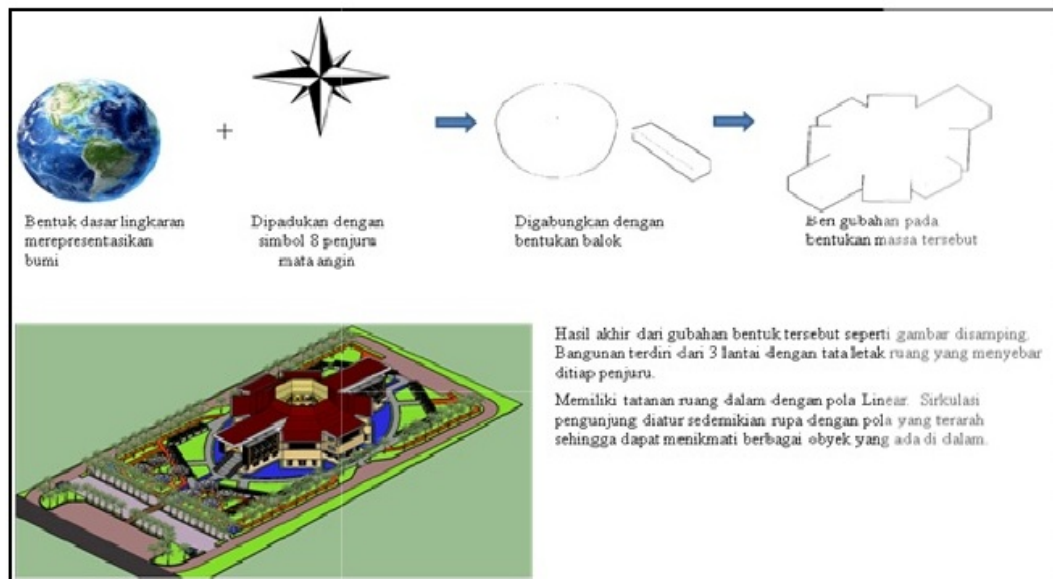 Bentuk dasar lingkaran
merepresentasikan
bumi
+
Dipadukan dengan
simbol 8 penjuru
mata angin
Digabungkan dengan
bentukan balok
Beri gubahan pada
bentukan massa tersebut
Hasil akhir dari gubahan bentuk tersebut seperti gambar disamping.
Bangunan terdiri dari 3 lantai dengan tata letak ruang yang menyebar
ditiap penjuru.
Memiliki tatanan ruang dalam dengan pola Linear. Sirkulasi
pengunjung diatur sedemikian rupa dengan pola yang terarah
sehingga dapat menikmati berbagai obyek yang ada di dalam.